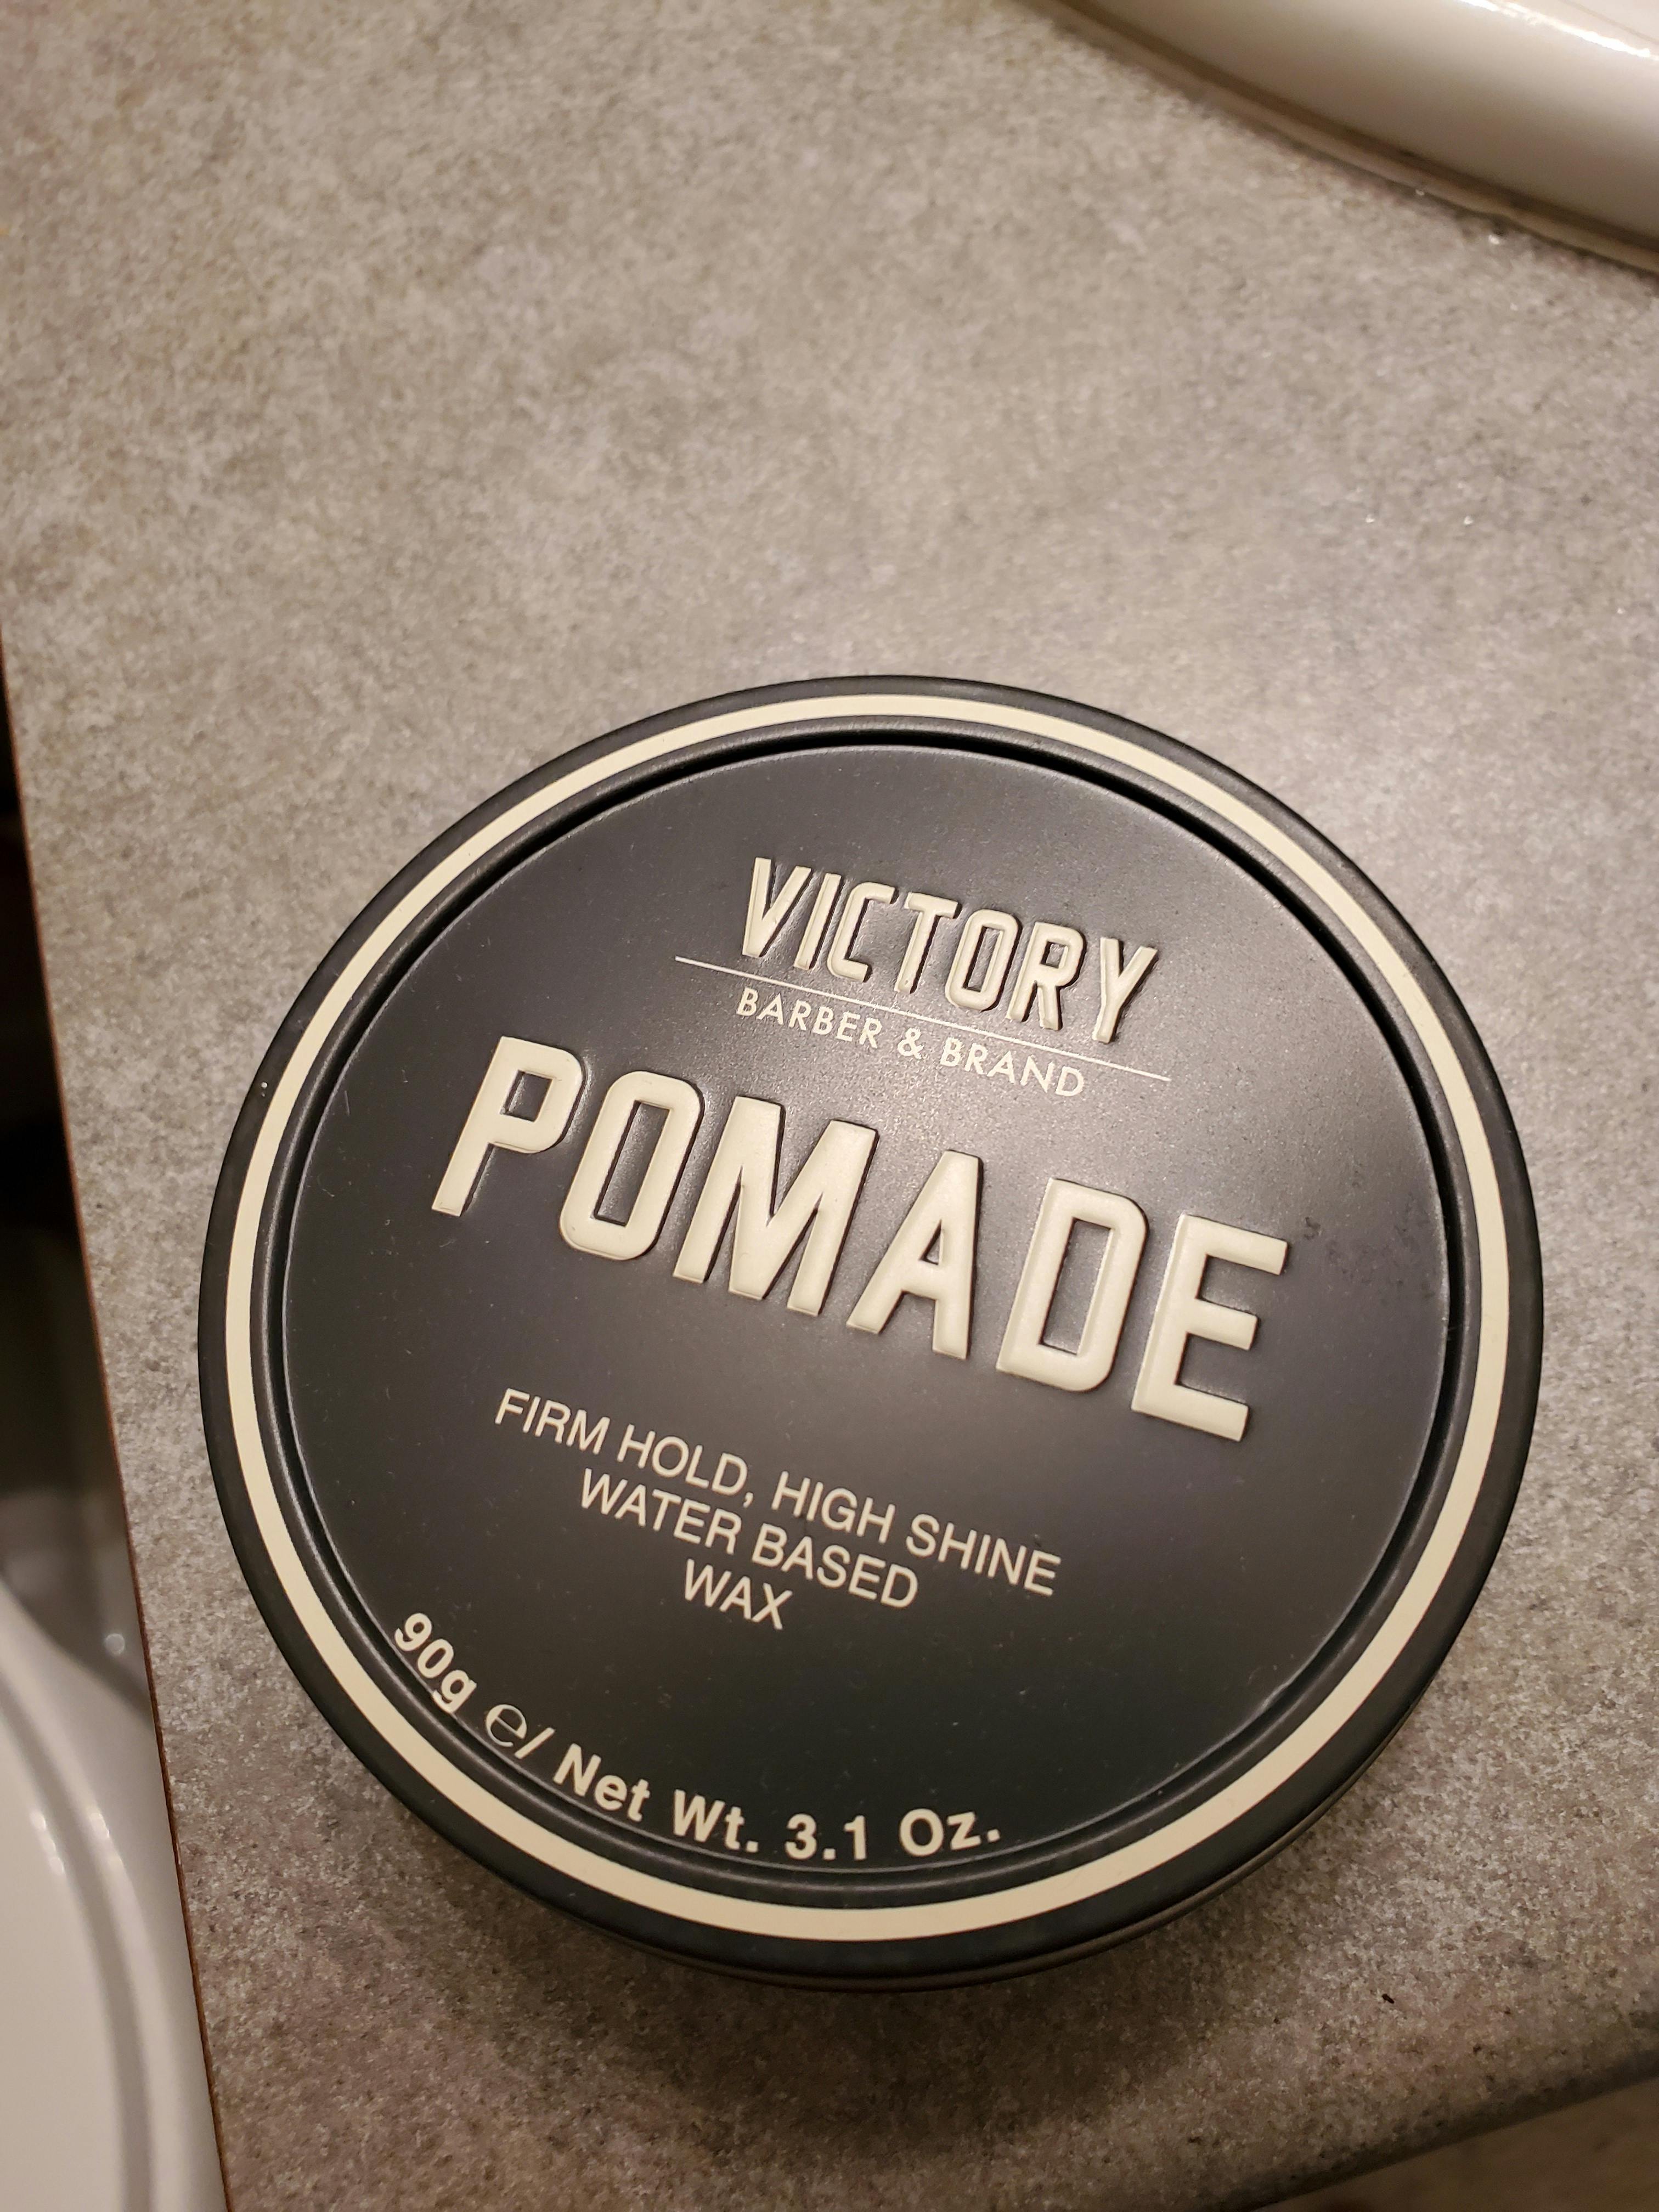 VICTORY
BARBER & BRAND
POMADE
FIRM HOLD, HIGH SHINE
WATER BASED
WAX
90g ℮/ Net Wt. 3.1 Oz.